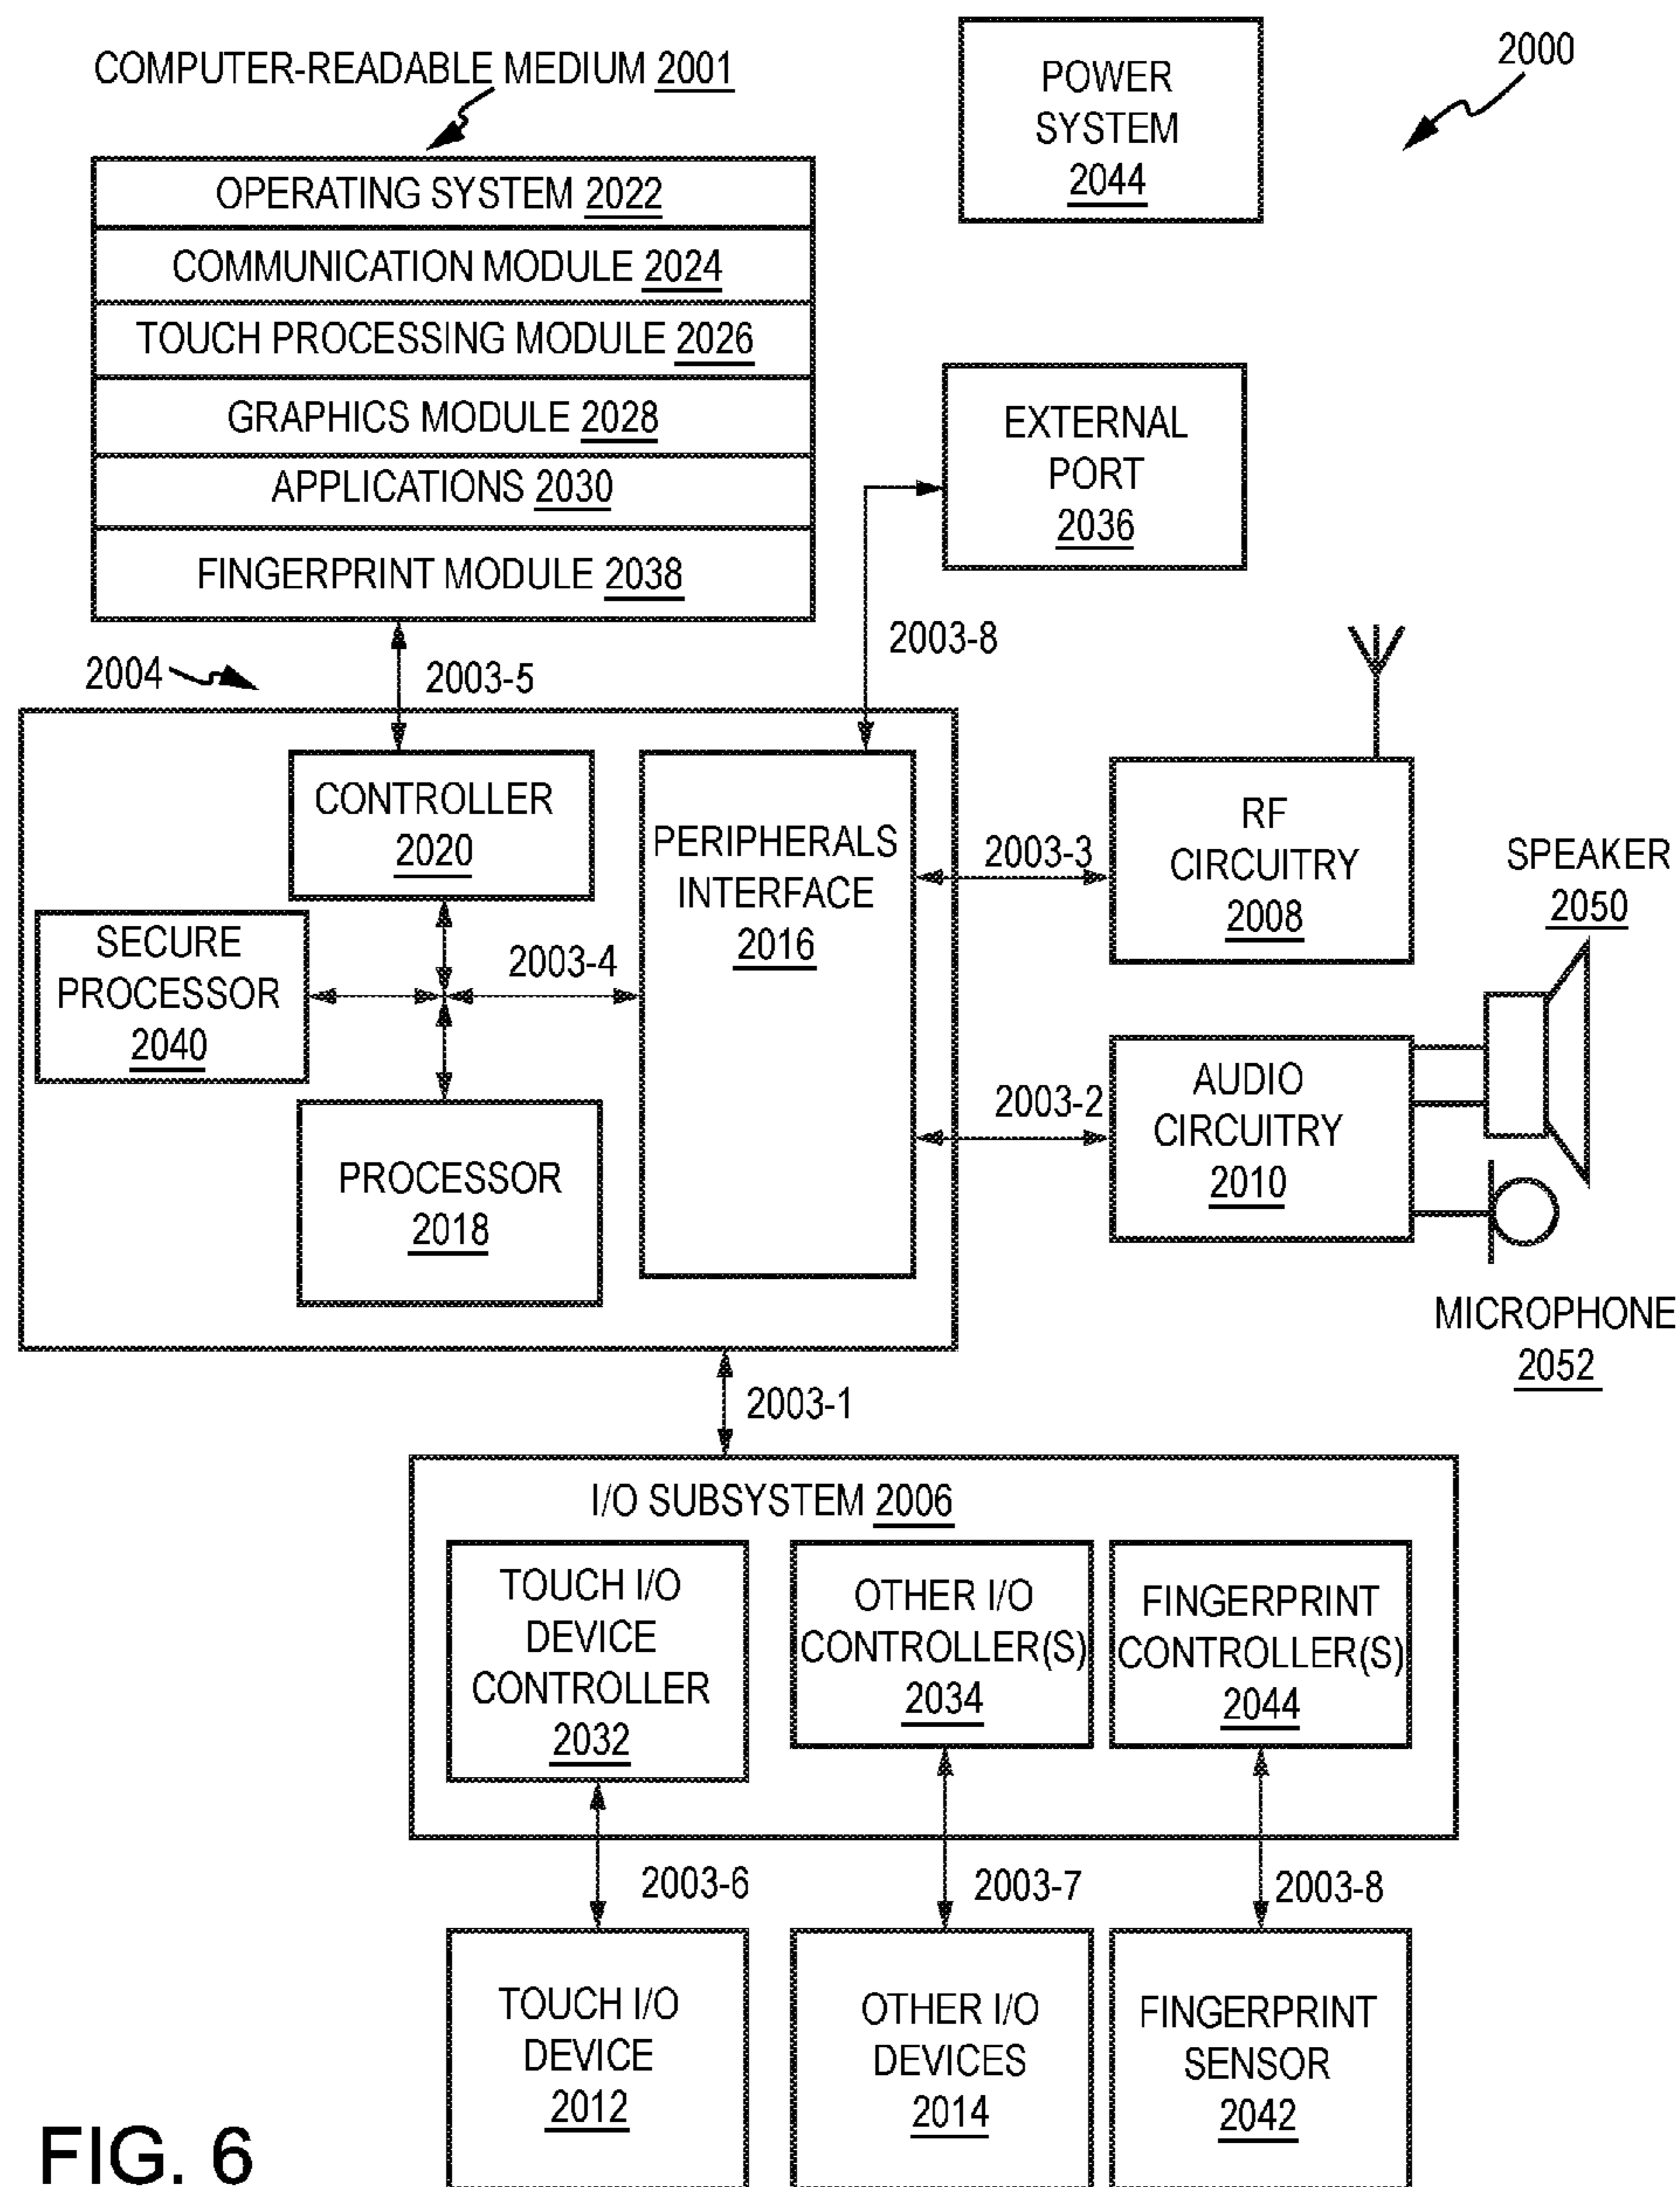 COMPUTER-READABLE MEDIUM 2001
POWER
SYSTEM
2044
2000
OPERATING SYSTEM 2022
COMMUNICATION MODULE 2024
TOUCH PROCESSING MODULE 2026
GRAPHICS MODULE 2028
APPLICATIONS 2030
FINGERPRINT MODULE 2038
EXTERNAL
PORT
2036
2003-8
2004
2003-5
CONTROLLER
2020
PERIPHERALS
INTERFACE
2016
2003-3
RF
CIRCUITRY
2008
SPEAKER
2050
SECURE
PROCESSOR
2040
2003-4
PROCESSOR
2018
2003-2
AUDIO
CIRCUITRY
2010
MICROPHONE
2052
2003-1
I/O SUBSYSTEM 2006
TOUCH I/O
DEVICE
CONTROLLER
2032
OTHER I/O
CONTROLLER(S)
2034
FINGERPRINT
CONTROLLER(S)
2044
2003-6
2003-7
2003-8
TOUCH I/O
DEVICE
2012
OTHER I/O
DEVICES
2014
FINGERPRINT
SENSOR
2042
FIG. 6